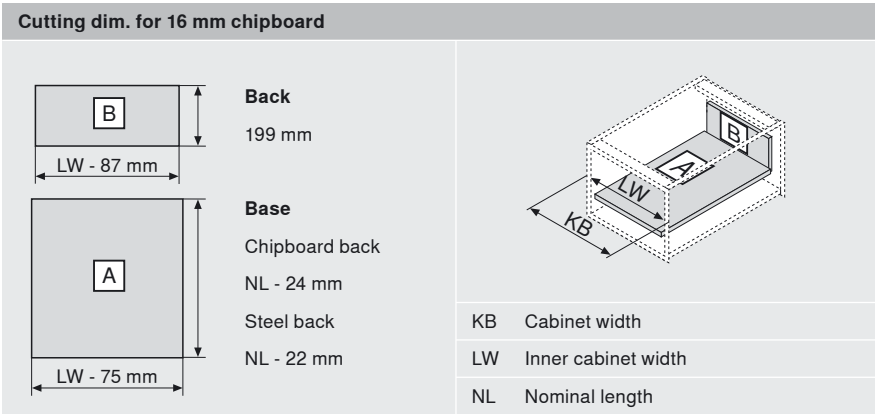 Cutting dim. for 16 mm chipboard
B
Back
199 mm
LW - 87 mm
A
Base
Chipboard back
NL - 24 mm
Steel back
NL - 22 mm
LW - 75 mm
B
A
LW
KB
KB Cabinet width
LW Inner cabinet width
NL Nominal length